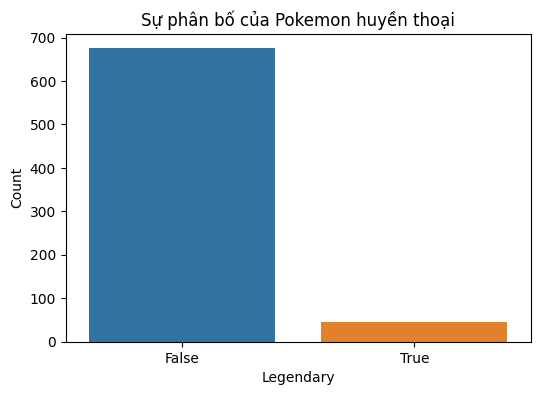 Sự phân bố của Pokemon huyền thoại
700
600
500
400
300
200
100
0
Count
False
True
Legendary